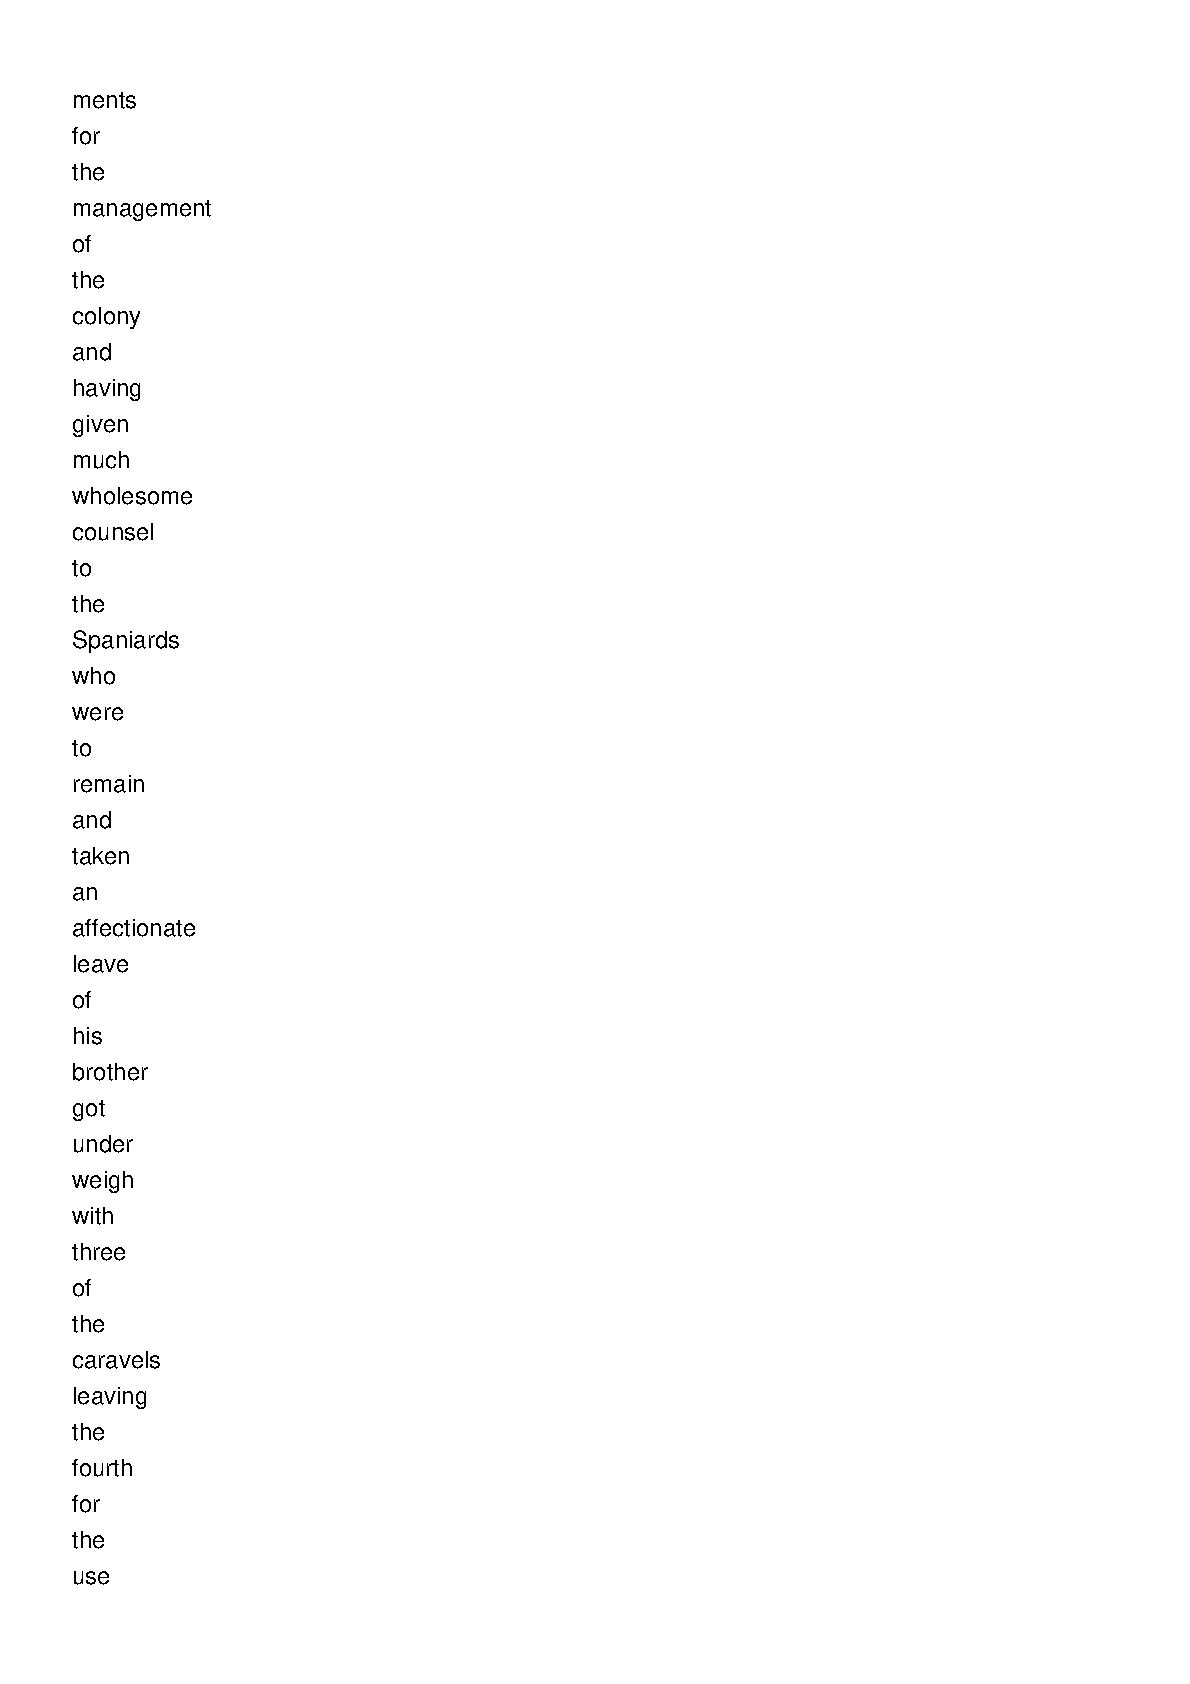 ments
for
the
management
of
the
colony
and
having
given
much
wholesome
counsel
to
the
Spaniards
who
were
to
remain
and
taken
an
affectionate
leave
of
his
brother
got
under
weigh
with
three
of
the
caravels
leaving
the
fourth
for
the
use